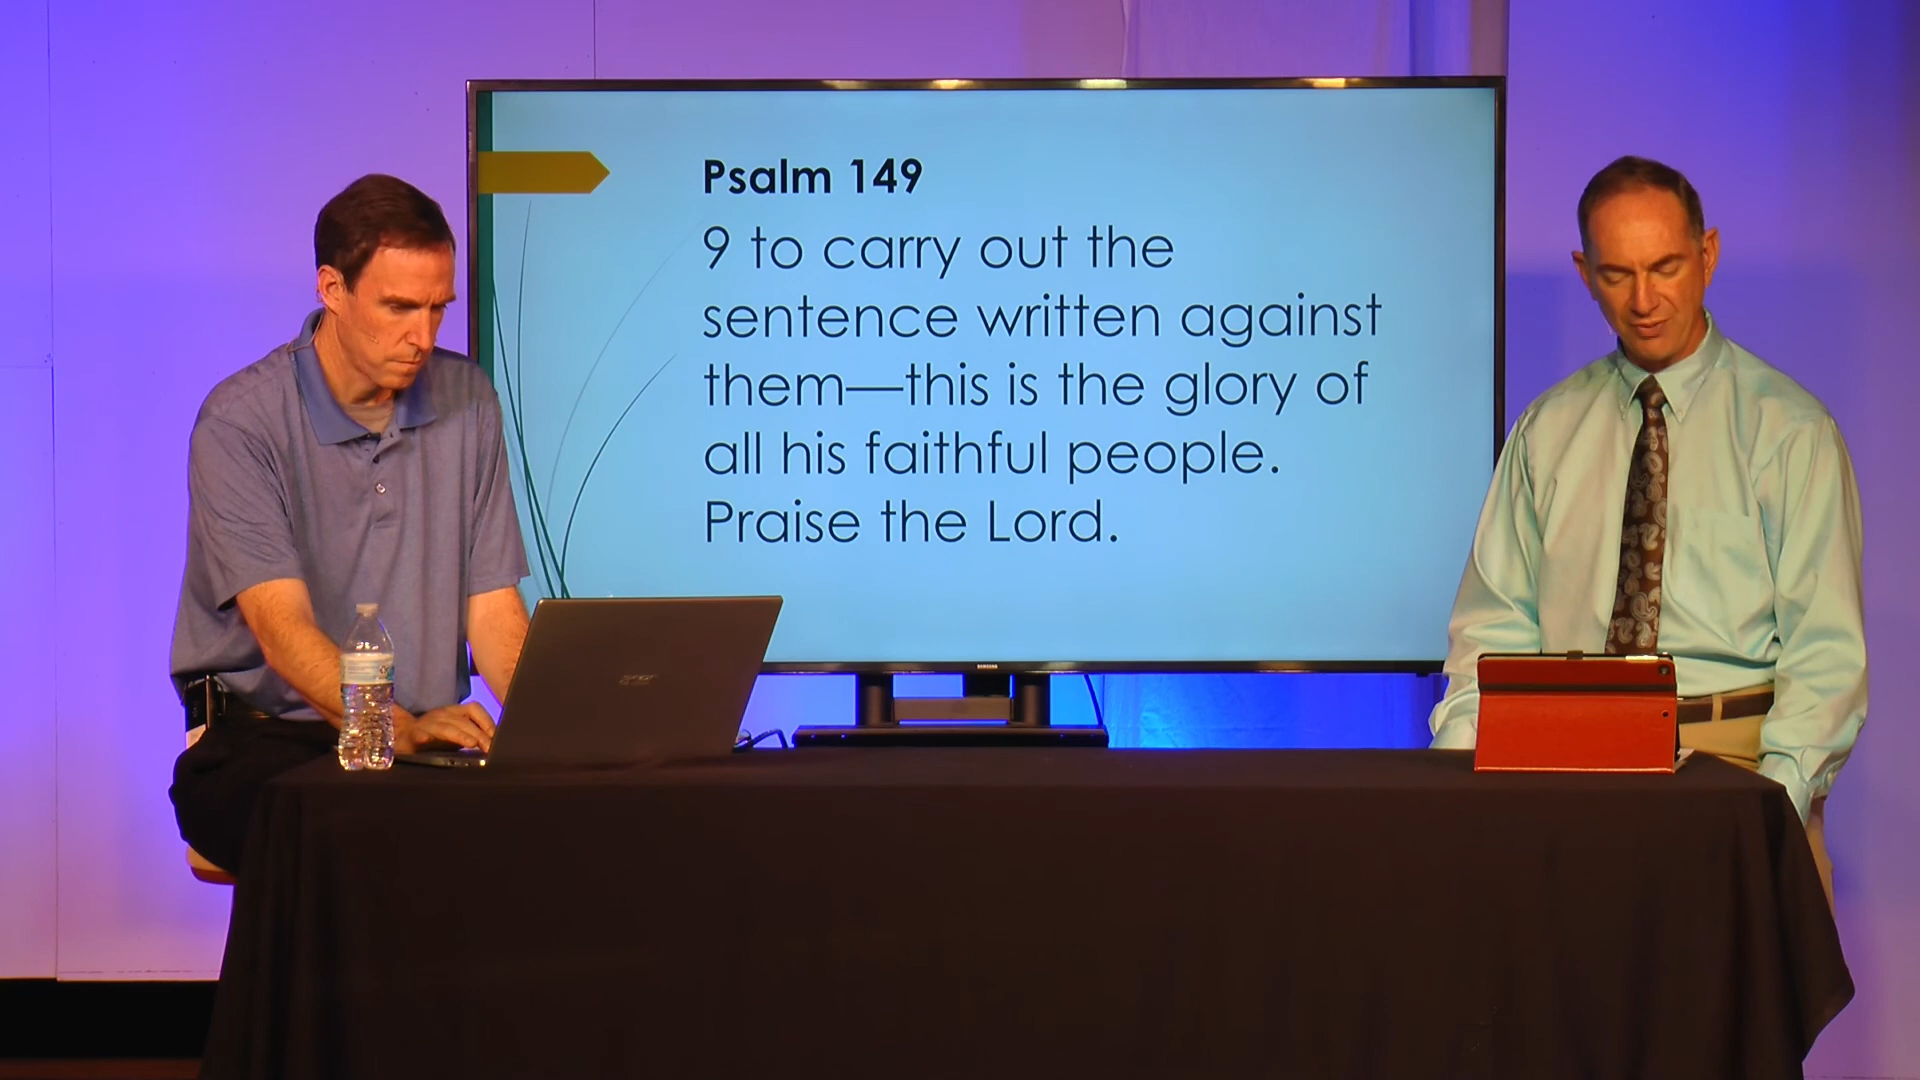 Psalm 149
9 to carry out the
sentence written against
them—this is the glory of
all his faithful people.
Praise the Lord.
SAMSUNG